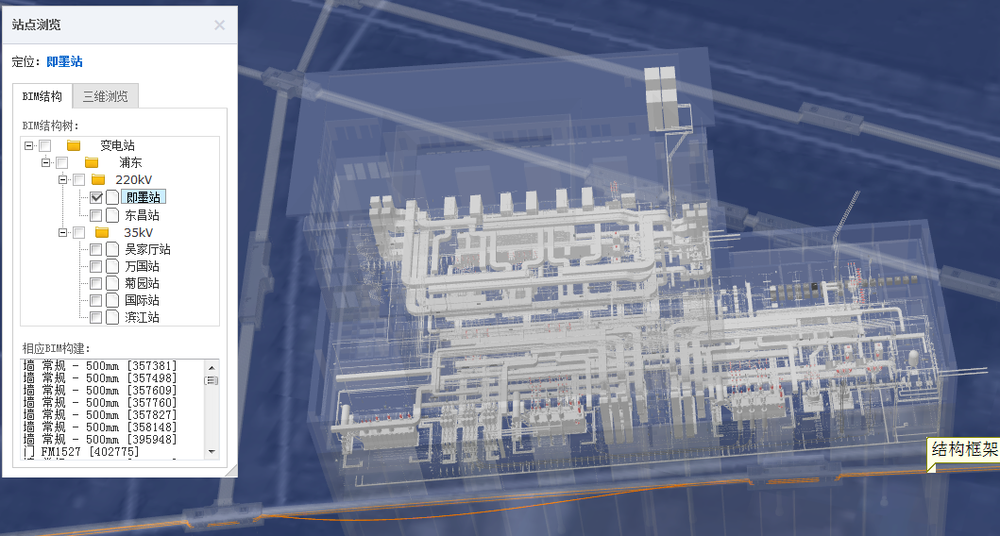 站点浏览
定位: 即墨站
BIM结构 三维浏览
BIM结构树:
变电站
浦东
220kV
即墨站
东昌站
35kV
吴家厅站
万国站
菊园站
国际站
滨江站
相应BIM构建:
墙 常规 - 500mm [357381]
墙 常规 - 500mm [357498]
墙 常规 - 500mm [357609]
墙 常规 - 500mm [357760]
墙 常规 - 500mm [357827]
墙 常规 - 500mm [358148]
墙 常规 - 500mm [395948]
门 FM1527 [402775]
结构框架